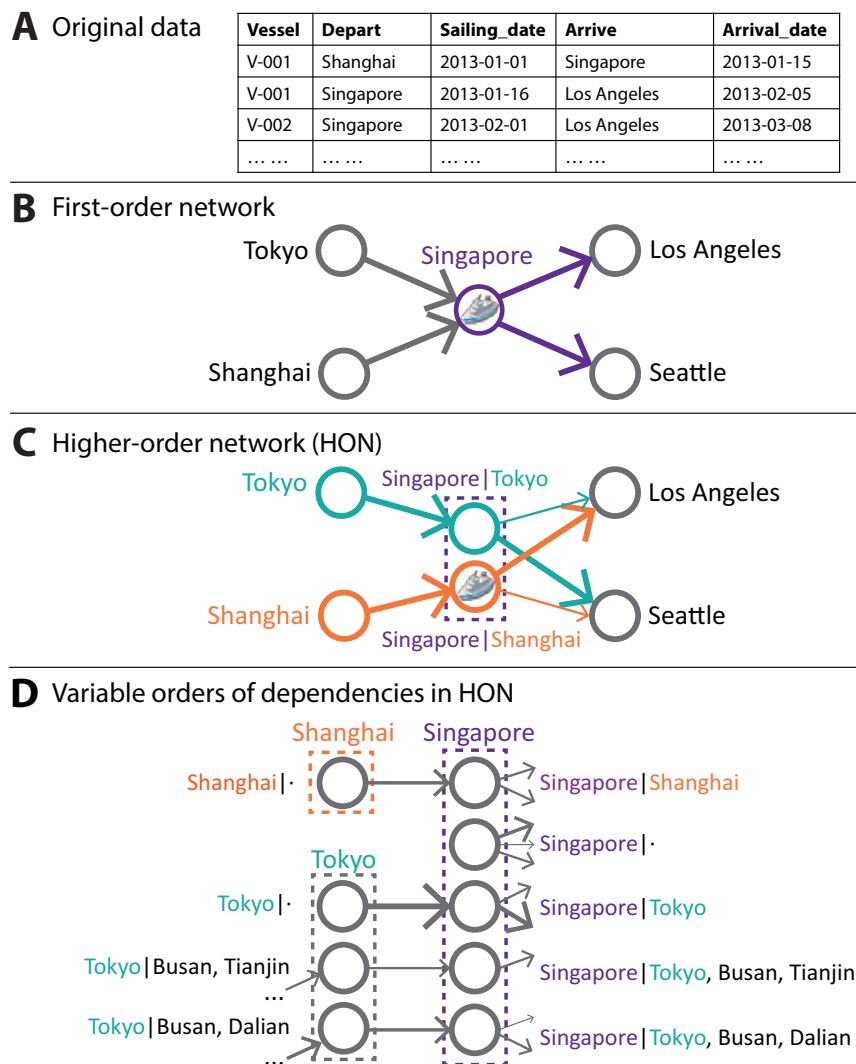 A Original data
Vessel Depart Sailing_date Arrive Arrival_date
V-001 Shanghai 2013-01-01 Singapore 2013-01-15
V-001 Singapore 2013-01-16 Los Angeles 2013-02-05
V-002 Singapore 2013-02-01 Los Angeles 2013-03-08
... ... ... ... ... ... ... ... ... ...
B First-order network
Tokyo Singapore Los Angeles
Shanghai Seattle
C Higher-order network (HON)
Tokyo Singapore|Tokyo Los Angeles
Shanghai Singapore|Shanghai Seattle
D Variable orders of dependencies in HON
Shanghai Singapore
Shanghai|· Singapore|Shanghai
Singapore|·
Tokyo
Tokyo|· Singapore|Tokyo
Tokyo|Busan, Tianjin Singapore|Tokyo, Busan, Tianjin
...
Tokyo|Busan, Dalian Singapore|Tokyo, Busan, Dalian
...